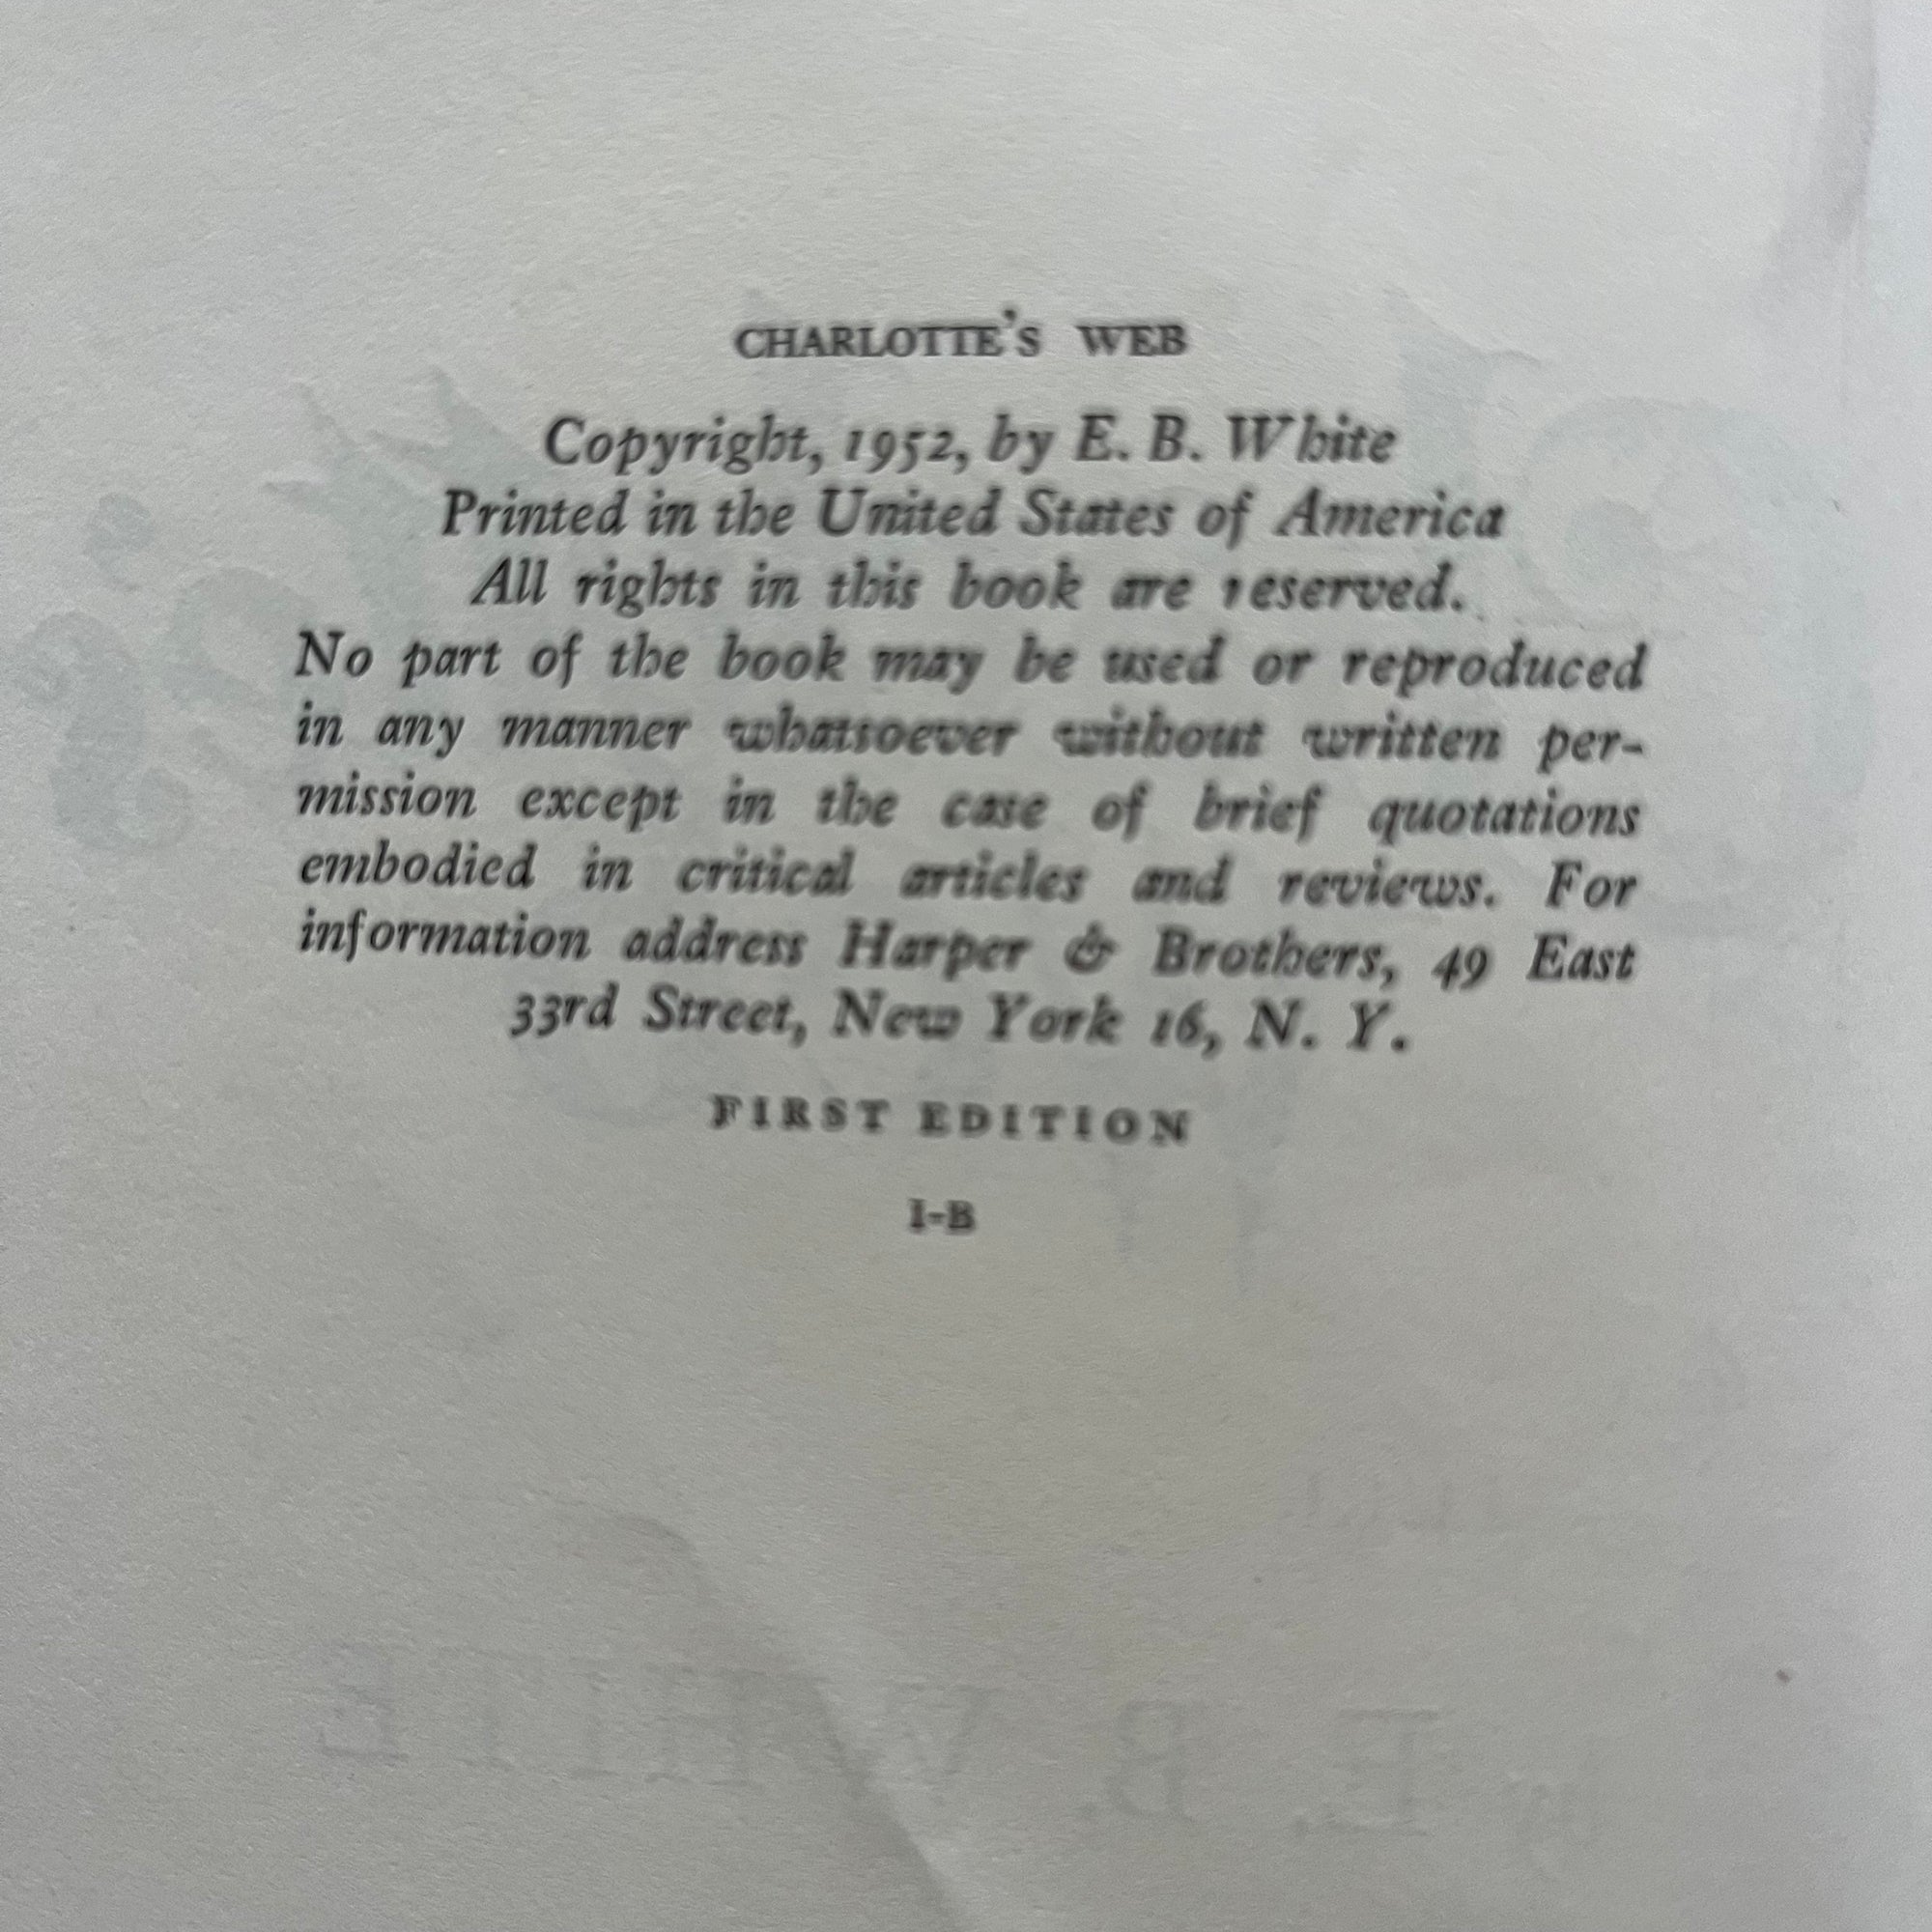 CHARLOTTE'S WEB
Copyright, 1952, by E. B. White
Printed in the United States of America
All rights in this book are reserved.
No part of the book may be used or reproduced
in any manner whatsoever without written per-
mission except in the case of brief quotations
embodied in critical articles and reviews. For
information address Harper & Brothers, 49 East
33rd Street, New York 16, N. Y.
FIRST EDITION
I-B
by E. B. WHITE